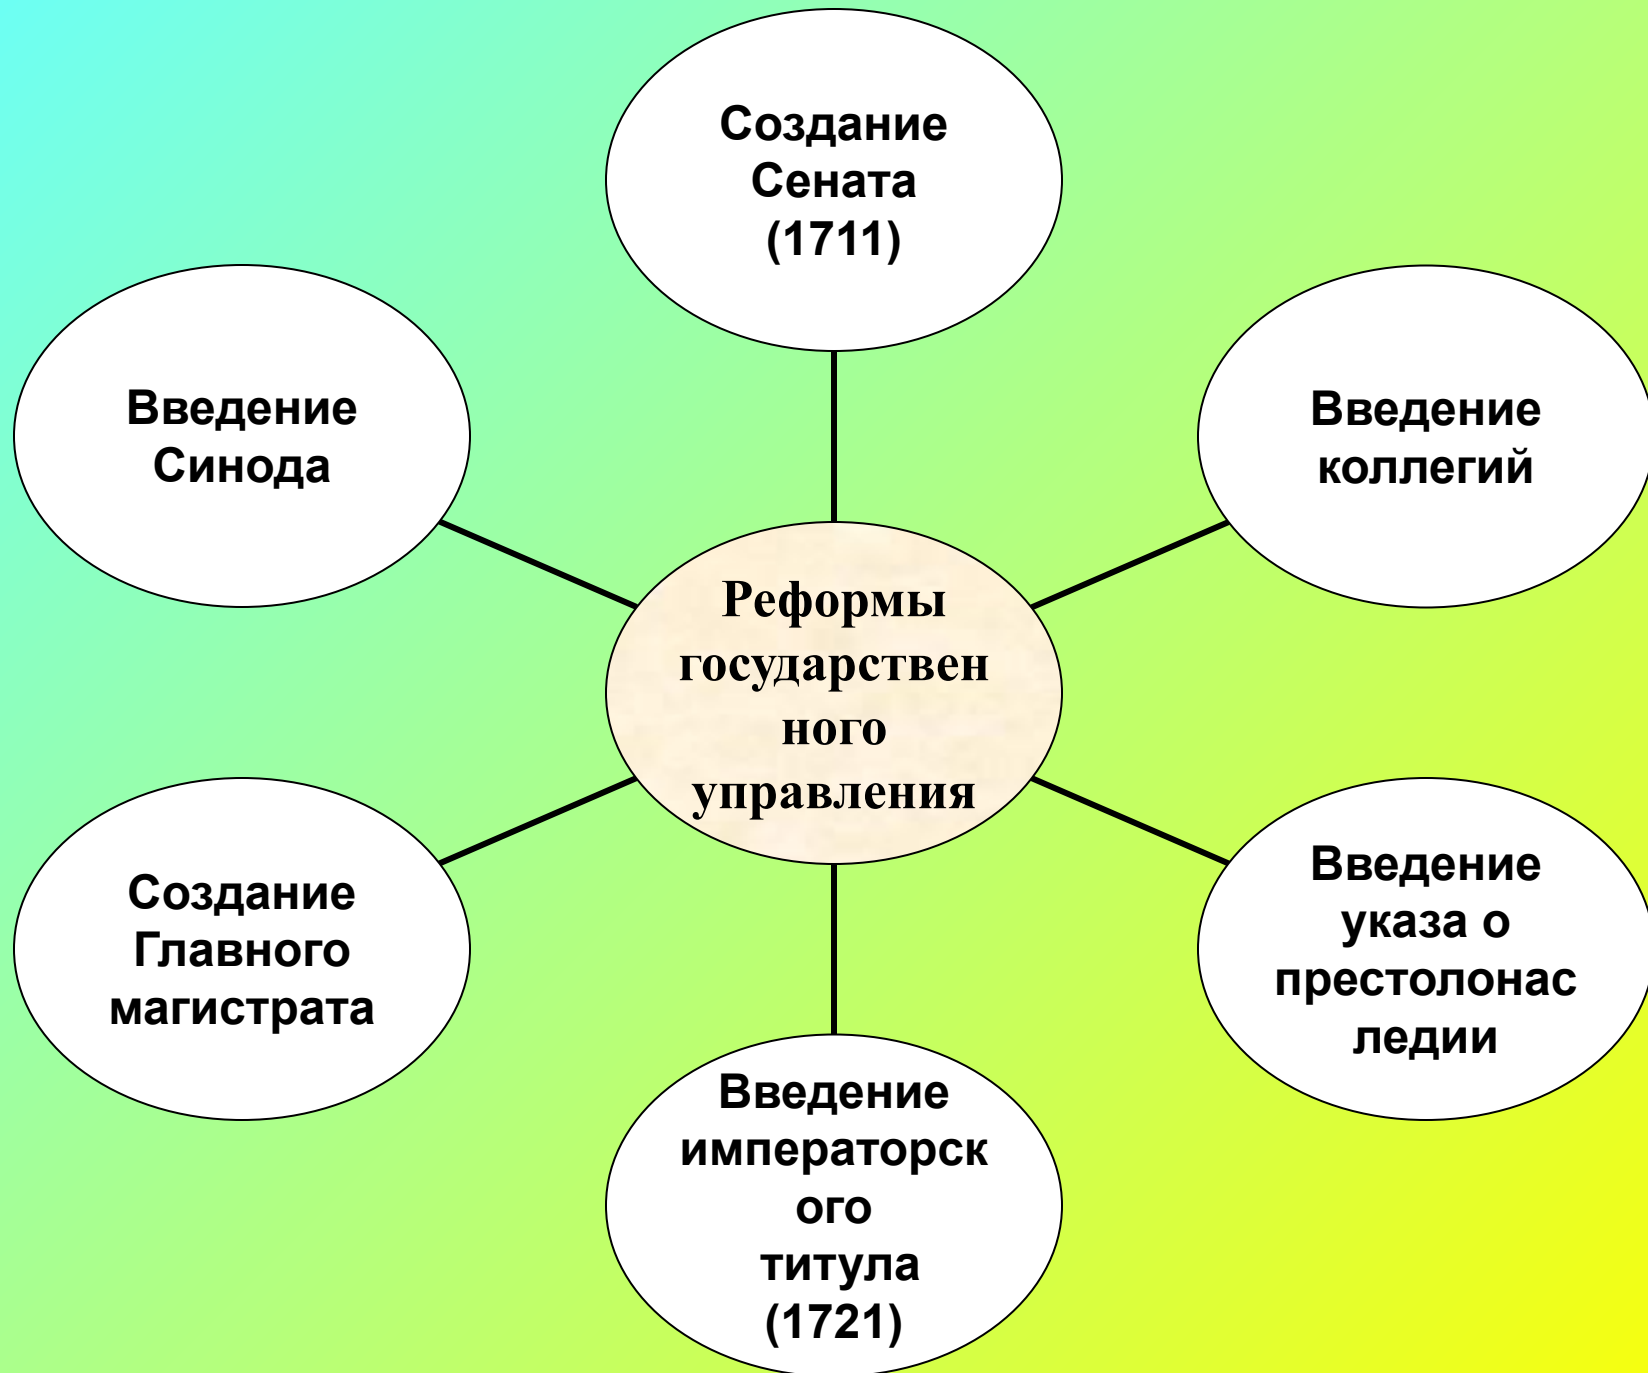 Создание
Сената
(1711)
Введение
Синода
Введение
коллегий
Реформы
государствен
ного
управления
Создание
Главного
магистрата
Введение
указа о
престолонас
ледии
Введение
императорск
ого
титула
(1721)